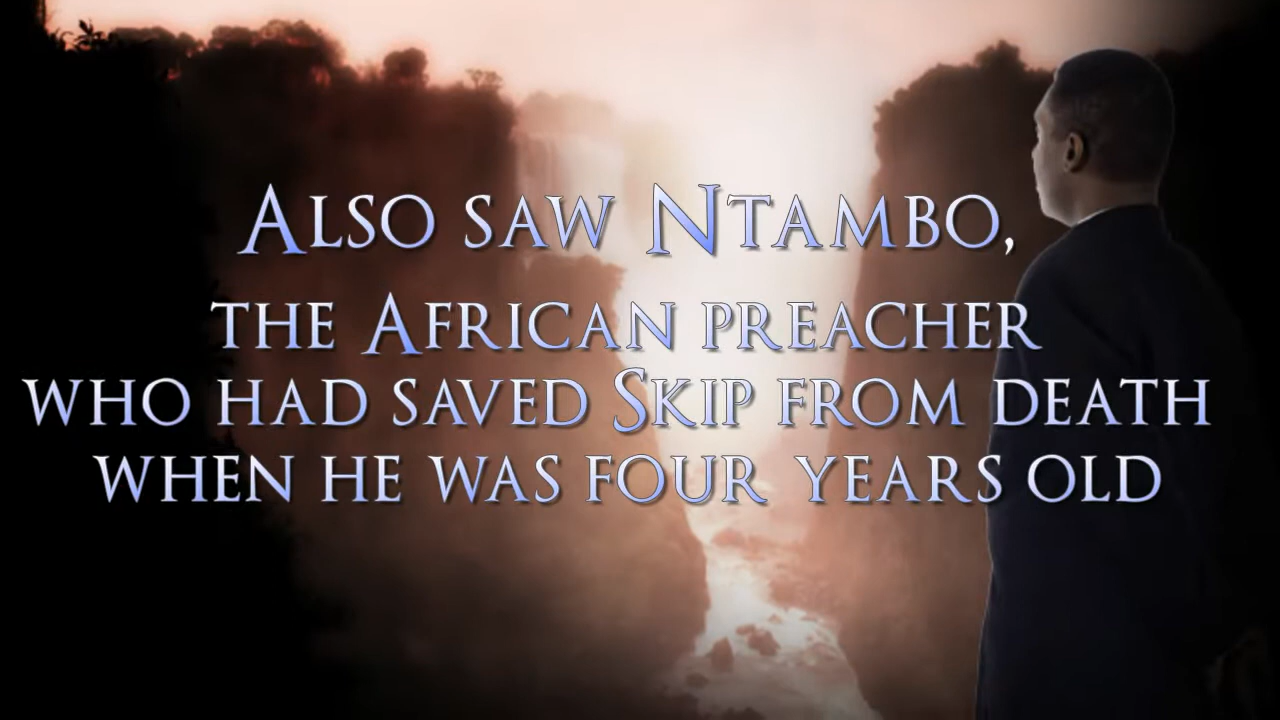 Also saw Ntambo,
the African preacher
who had saved Skip from death
when he was four years old